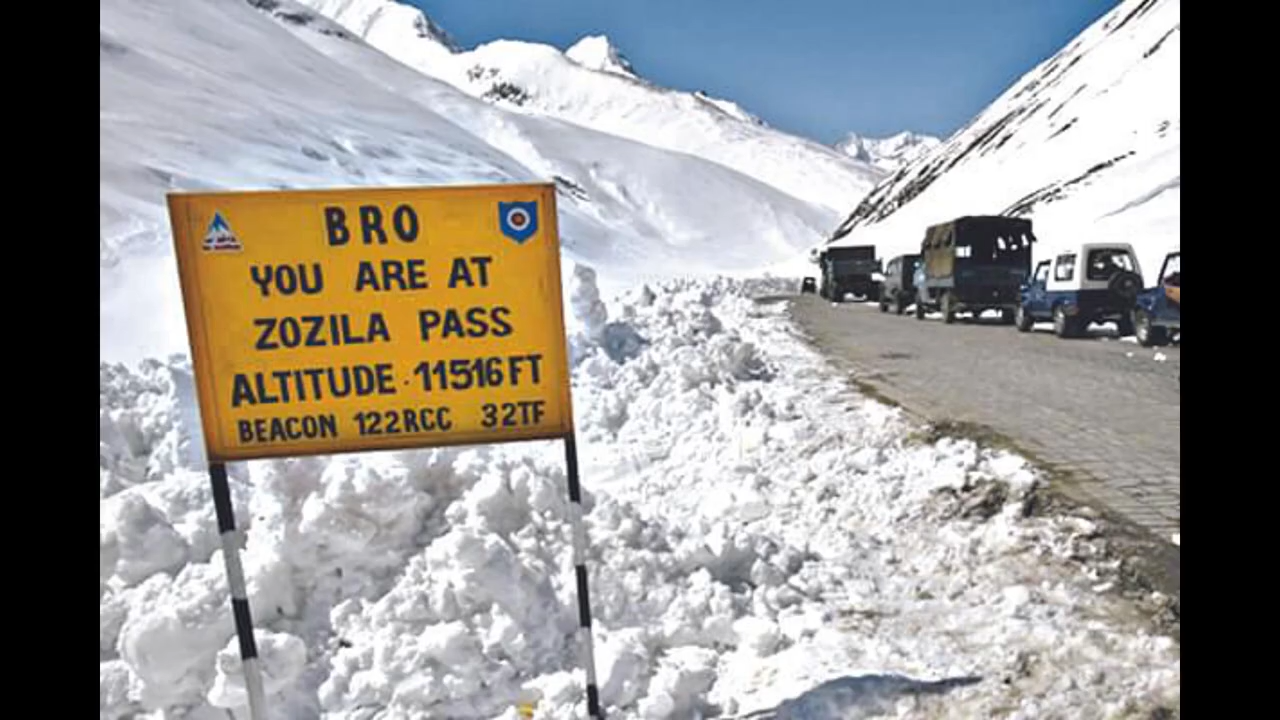 BRO
YOU ARE AT
ZOZILA PASS
ALTITUDE · 11516 FT
BEACON 122RCC 32TF